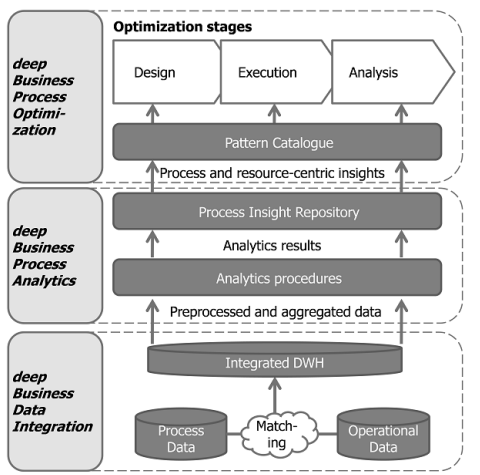 Optimization stages
deep
Business
Process
Optimi-
zation
Design
Execution
Analysis
Pattern Catalogue
Process and resource-centric insights
deep
Business
Process
Analytics
Process Insight Repository
Analytics results
Analytics procedures
Preprocessed and aggregated data
deep
Business
Data
Integration
Integrated DWH
Process
Data
Match-
ing
Operational
Data